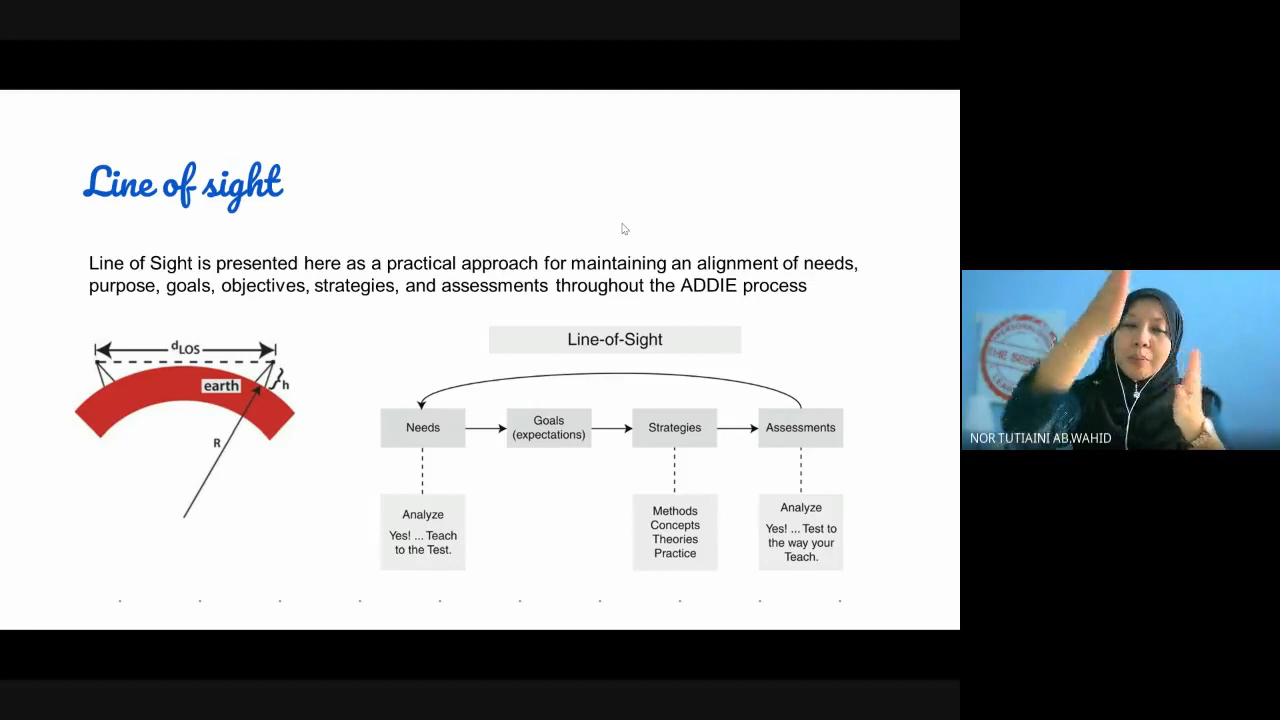 Line of sight
Line of Sight is presented here as a practical approach for maintaining an alignment of needs,
purpose, goals, objectives, strategies, and assessments throughout the ADDIE process
dLOS
earth
h
R
Line-of-Sight
Needs
Goals
(expectations)
Strategies
Assessments
Analyze
Yes! ... Teach
to the Test.
Methods
Concepts
Theories
Practice
Analyze
Yes! ... Test to
the way your
Teach.
NOR TUTIAINI AB.WAHID